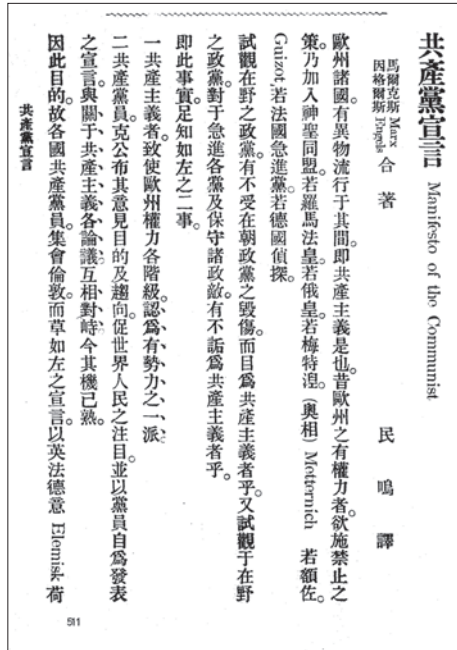 共產黨宣言 Manifesto of the Communist
馬爾克斯 Marx
因格爾斯 Engels
合著 民鳴譯
歐州諸國。有異物流行于其間。即共產主義是也。昔歐州之有權力者。欲施禁止之
策。乃加入神聖同盟。若羅馬法皇。若俄皇。若梅特湼。(奧相) Metternich 若額佐。
Guizot。若法國急進黨。若德國偵探。
試觀在野之政黨。有不受在朝政黨之毀傷。而目爲共產主義者乎。又試觀于在野
之政黨。對于急進各黨及保守諸政敵。有不詬爲共產主義者乎。
即此事實。足知如左之二事。
一共產主義者。致使歐州權力各階級。認爲有勢力之一派。
二共產黨員。克公布其意見目的及趨向。促世界人民之注目。並以黨員自爲發表
之宣言。與關于共產主義各論議。互相對峙。今其機已熟。
因此目的。故各國共產黨員。集會倫敦。而草如左之宣言。以英法德意 Elemisk 荷
共產黨宣言
511